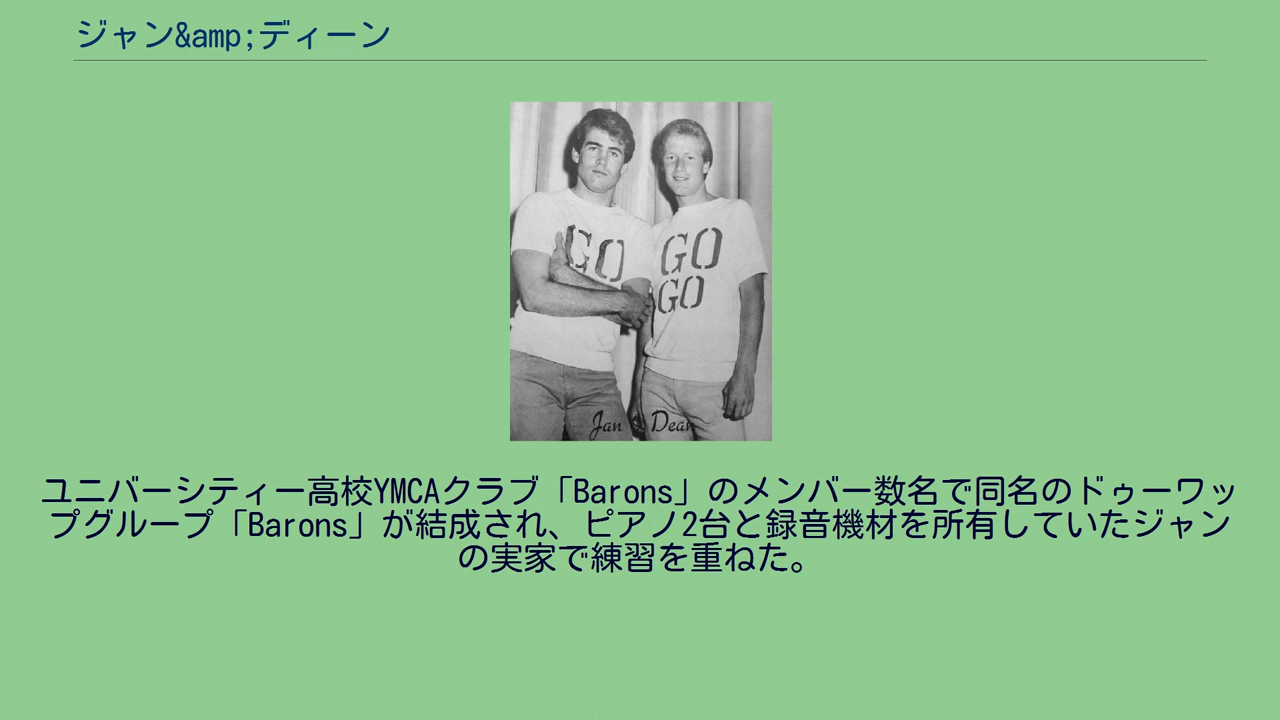 ジャン&amp;ディーン
GO GO
GO
Jan & Dean
ユニバーシティー高校YMCAクラブ「Barons」のメンバー数名で同名のドゥーワッ
プグループ「Barons」が結成され、ピアノ2台と録音機材を所有していたジャン
の実家で練習を重ねた。